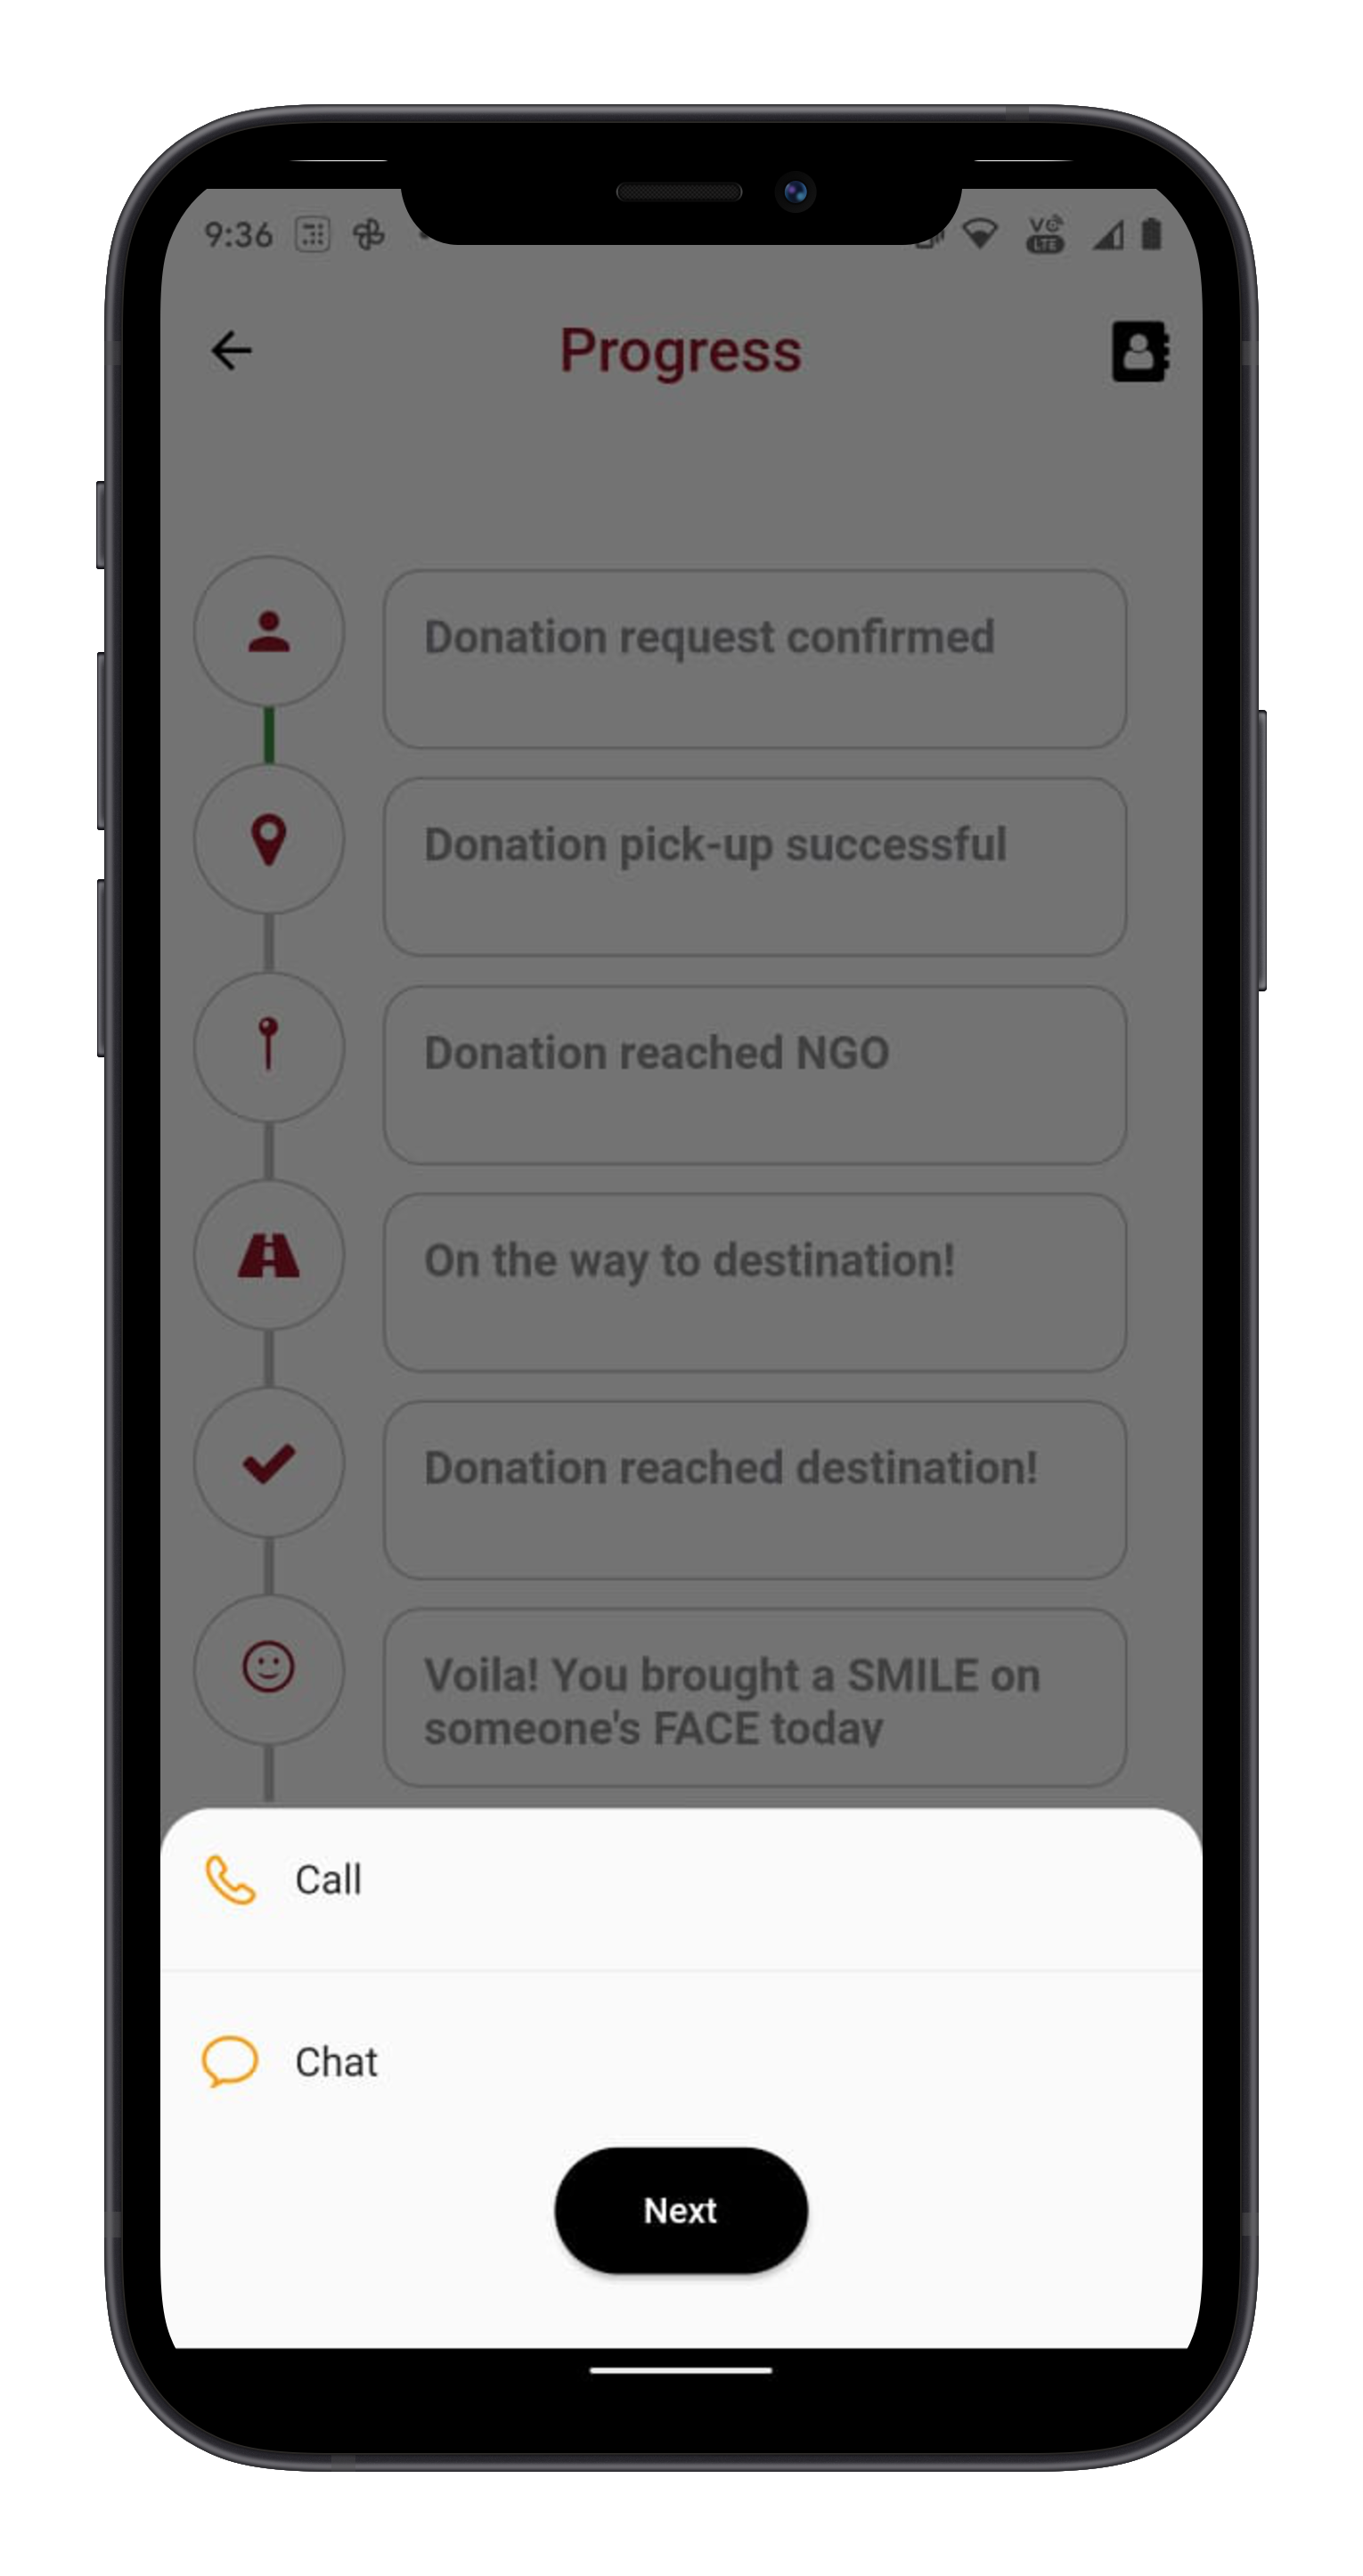 9:36
LTE
Progress
Donation request confirmed
Donation pick-up successful
Donation reached NGO
On the way to destination!
Donation reached destination!
Voila! You brought a SMILE on
someone's FACE today
Call
Chat
Next